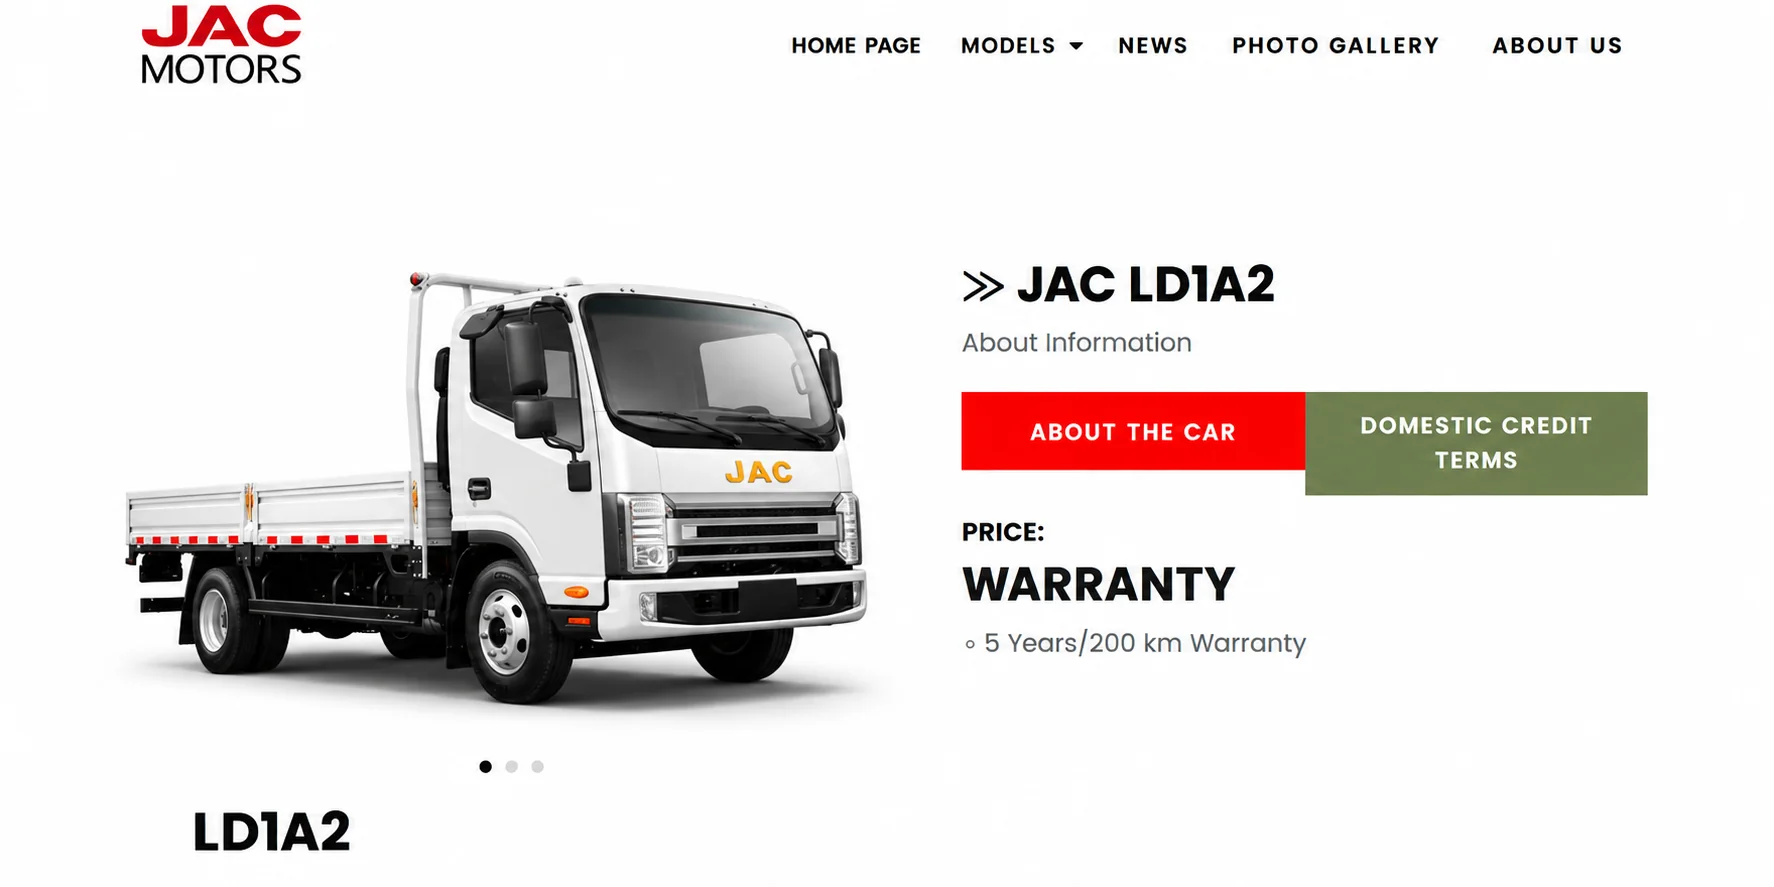 JAC
MOTORS
HOME PAGE
MODELS
NEWS
PHOTO GALLERY
ABOUT US
JAC
JAC LD1A2
About Information
ABOUT THE CAR
DOMESTIC CREDIT
TERMS
PRICE:
WARRANTY
5 Years/200 km Warranty
LD1A2